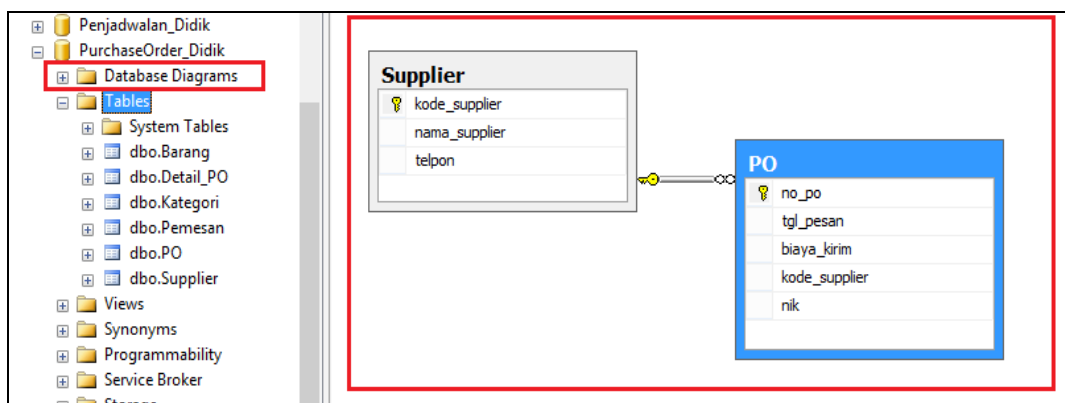 Penjadwalan_Didik
PurchaseOrder_Didik
Database Diagrams
Tables
System Tables
dbo.Barang
dbo.Detail_PO
dbo.Kategori
dbo.Pemesan
dbo.PO
dbo.Supplier
Views
Synonyms
Programmability
Service Broker
Storage
Supplier
kode_supplier
nama_supplier
telpon
PO
no_po
tgl_pesan
biaya_kirim
kode_supplier
nik